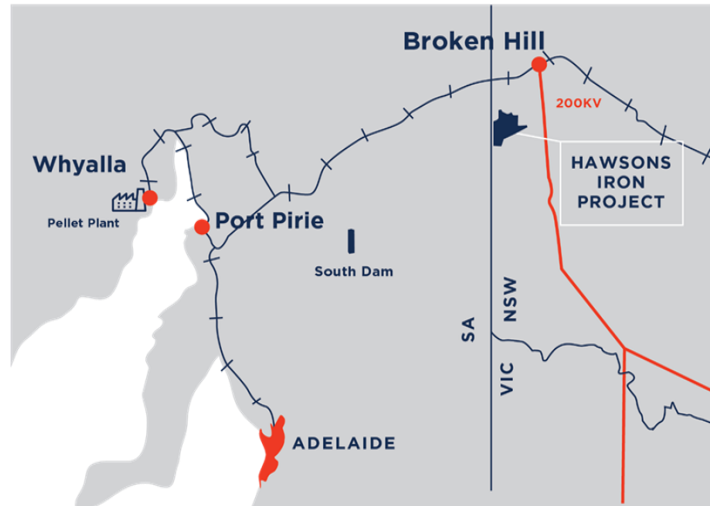 Broken Hill
200KV
HAWSONS
IRON
PROJECT
Whyalla
Pellet Plant
Port Pirie
South Dam
SA
NSW
VIC
ADELAIDE